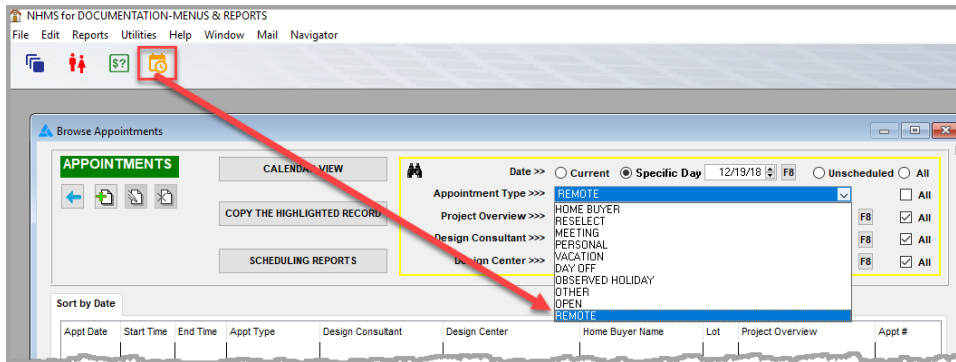 NHMS for DOCUMENTATION-MENUS & REPORTS
File Edit Reports Utilities Help Window Mail Navigator
$?
Browse Appointments
APPOINTMENTS
CALENDAR VIEW
Date >> Current Specific Day 12/19/18 F8 Unscheduled All
Appointment Type >>> REMOTE All
COPY THE HIGHLIGHTED RECORD
Project Overview >>> F8 All
Design Consultant >>> F8 All
SCHEDULING REPORTS
Design Center >>> F8 All
HOME BUYER
RESELECT
MEETING
PERSONAL
VACATION
DAY OFF
OBSERVED HOLIDAY
OTHER
OPEN
REMOTE
Sort by Date
Appt Date Start Time End Time Appt Type Design Consultant Design Center Home Buyer Name Lot Project Overview Appt #